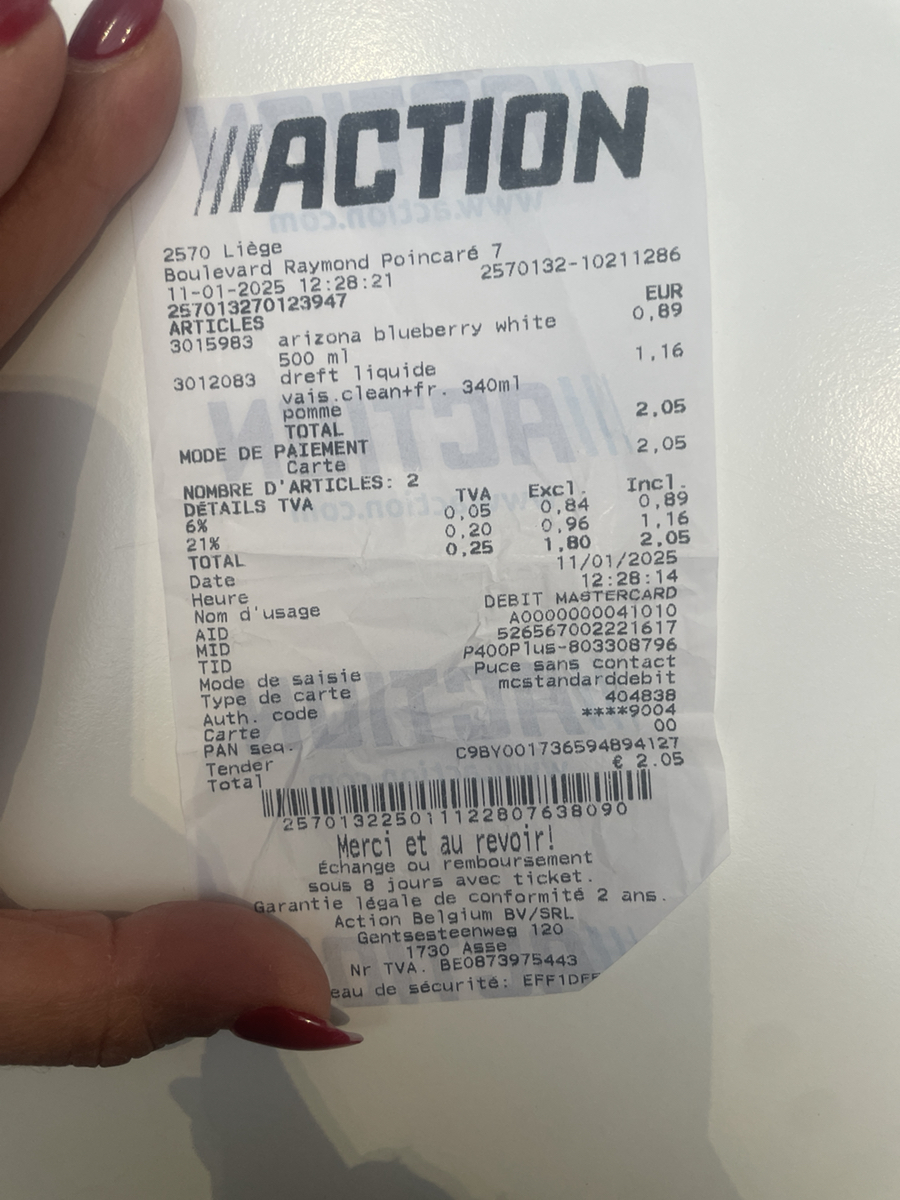 ACTION
2570 Liège
Boulevard Raymond Poincaré 7
11-01-2025 12:28:21 2570132-10211286
257013270123947
ARTICLES EUR
3015983 arizona blueberry white 0,89
500 ml
3012083 dreft liquide 1,16
vais.clean+fr. 340ml
pomme
TOTAL 2,05
MODE DE PAIEMENT
Carte 2,05
NOMBRE D'ARTICLES: 2
DÉTAILS TVA TVA Excl. Incl.
6% 0,05 0,84 0,89
21% 0,20 0,96 1,16
TOTAL 0,25 1,80 2,05
Date 11/01/2025
Heure 12:28:14
Nom d'usage DEBIT MASTERCARD
AID A0000000041010
MID 526567002221617
TID P400Plus-803308796
Mode de saisie Puce sans contact
Type de carte mcstandarddebit
Auth. code 404838
Carte ****9004
PAN seq. 00
Tender C9BY001736594894127
Total € 2.05
2570132250111122807638090
Merci et au revoir!
Échange ou remboursement
sous 8 jours avec ticket.
Garantie légale de conformité 2 ans.
Action Belgium BV/SRL
Gentsesteenweg 120
1730 Asse
Nr TVA. BE0873975443
eau de sécurité: EFF1DFF